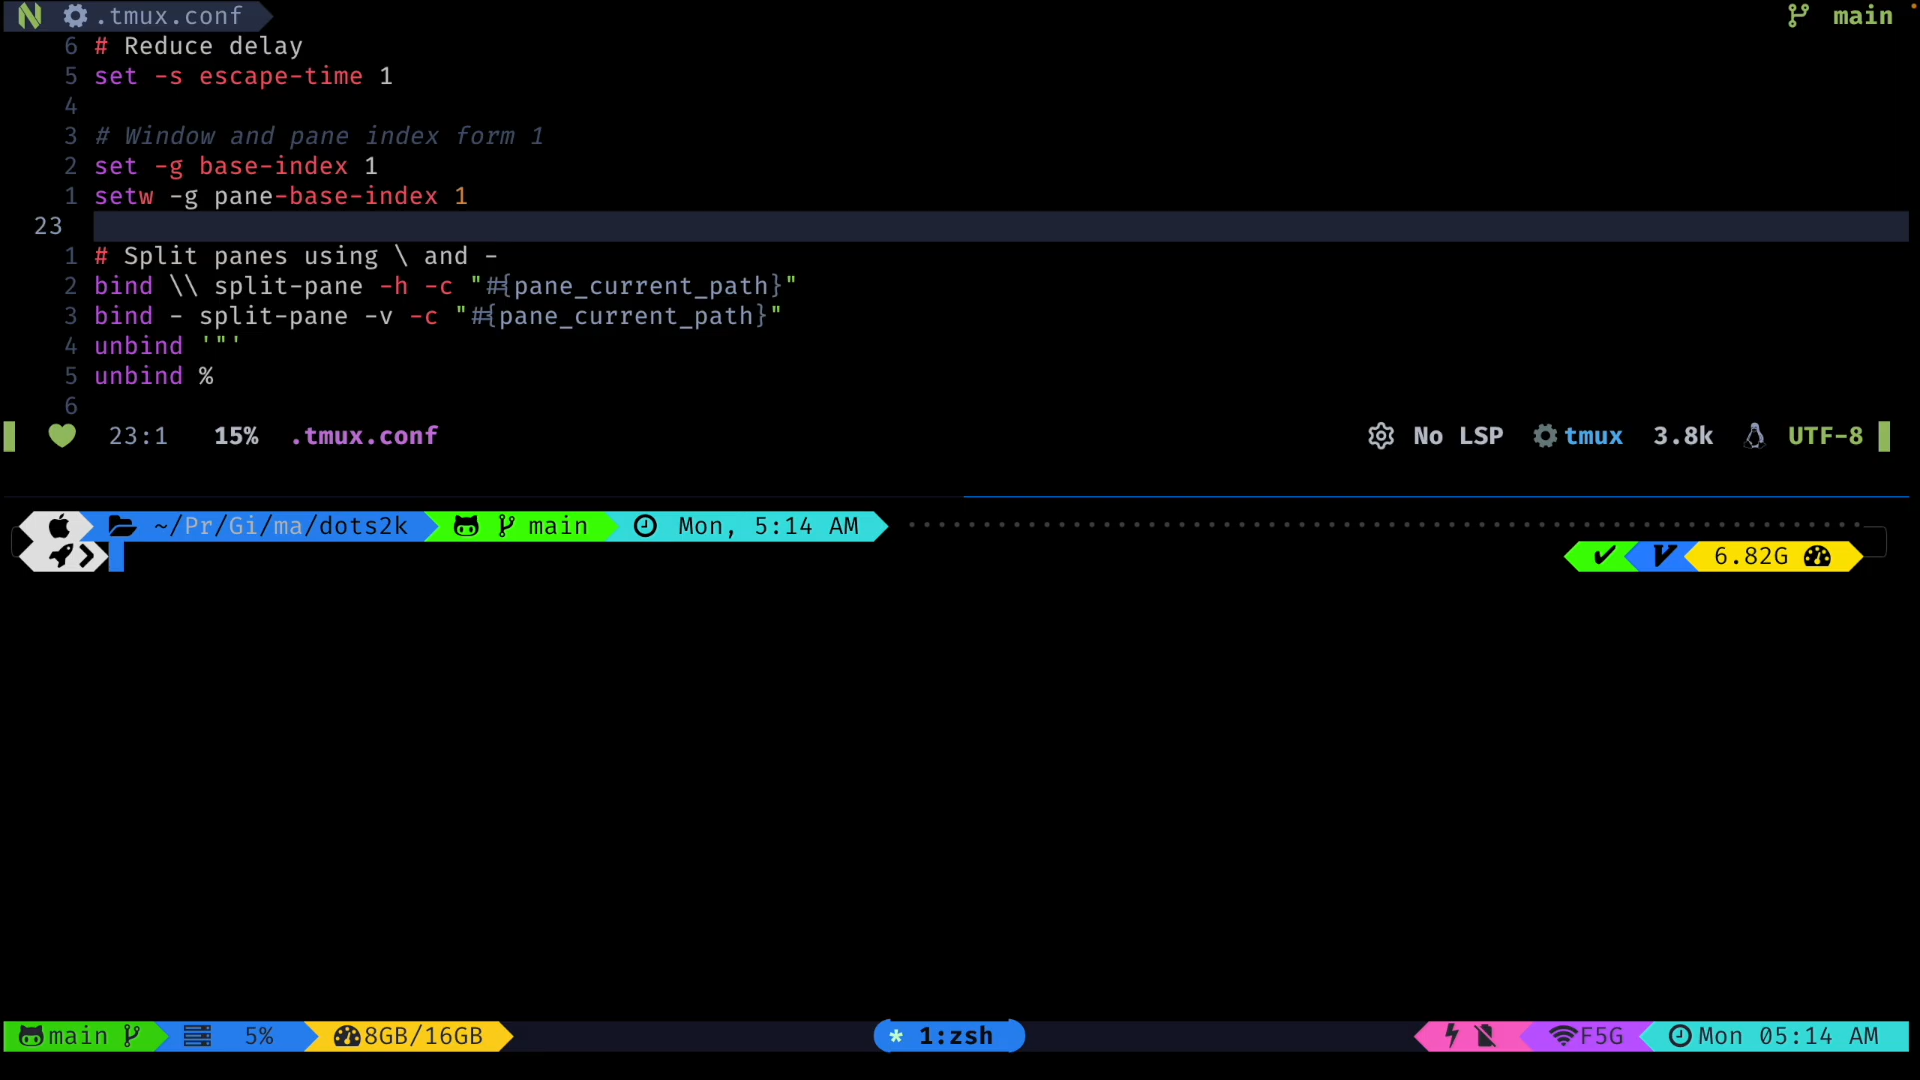 .tmux.conf main
6 # Reduce delay
5 set -s escape-time 1
4
3 # Window and pane index form 1
2 set -g base-index 1
1 setw -g pane-base-index 1
23
1 # Split panes using \ and -
2 bind \\ split-pane -h -c "#{pane_current_path}"
3 bind - split-pane -v -c "#{pane_current_path}"
4 unbind '"'
5 unbind %
6
23:1 15% .tmux.conf No LSP tmux 3.8k UTF-8
~/Pr/Gi/ma/dots2k main Mon, 5:14 AM
6.82G
main 5% 8GB/16GB * 1:zsh F5G Mon 05:14 AM